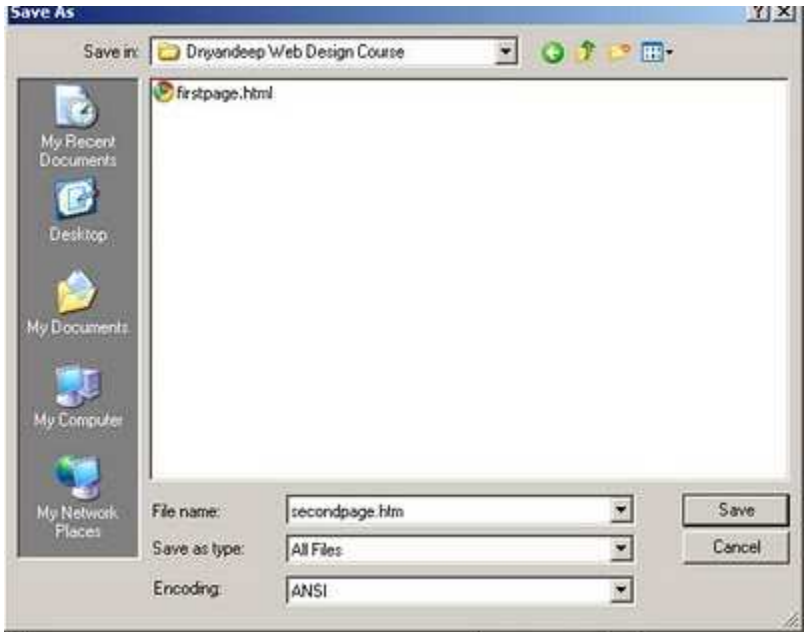 Save As
Save in:
Dnyandeep Web Design Course
firstpage.html
My Recent
Documents
Desktop
My Documents
My Computer
My Network
Places
File name:
secondpage.htm
Save
Save as type:
All Files
Cancel
Encoding:
ANSI